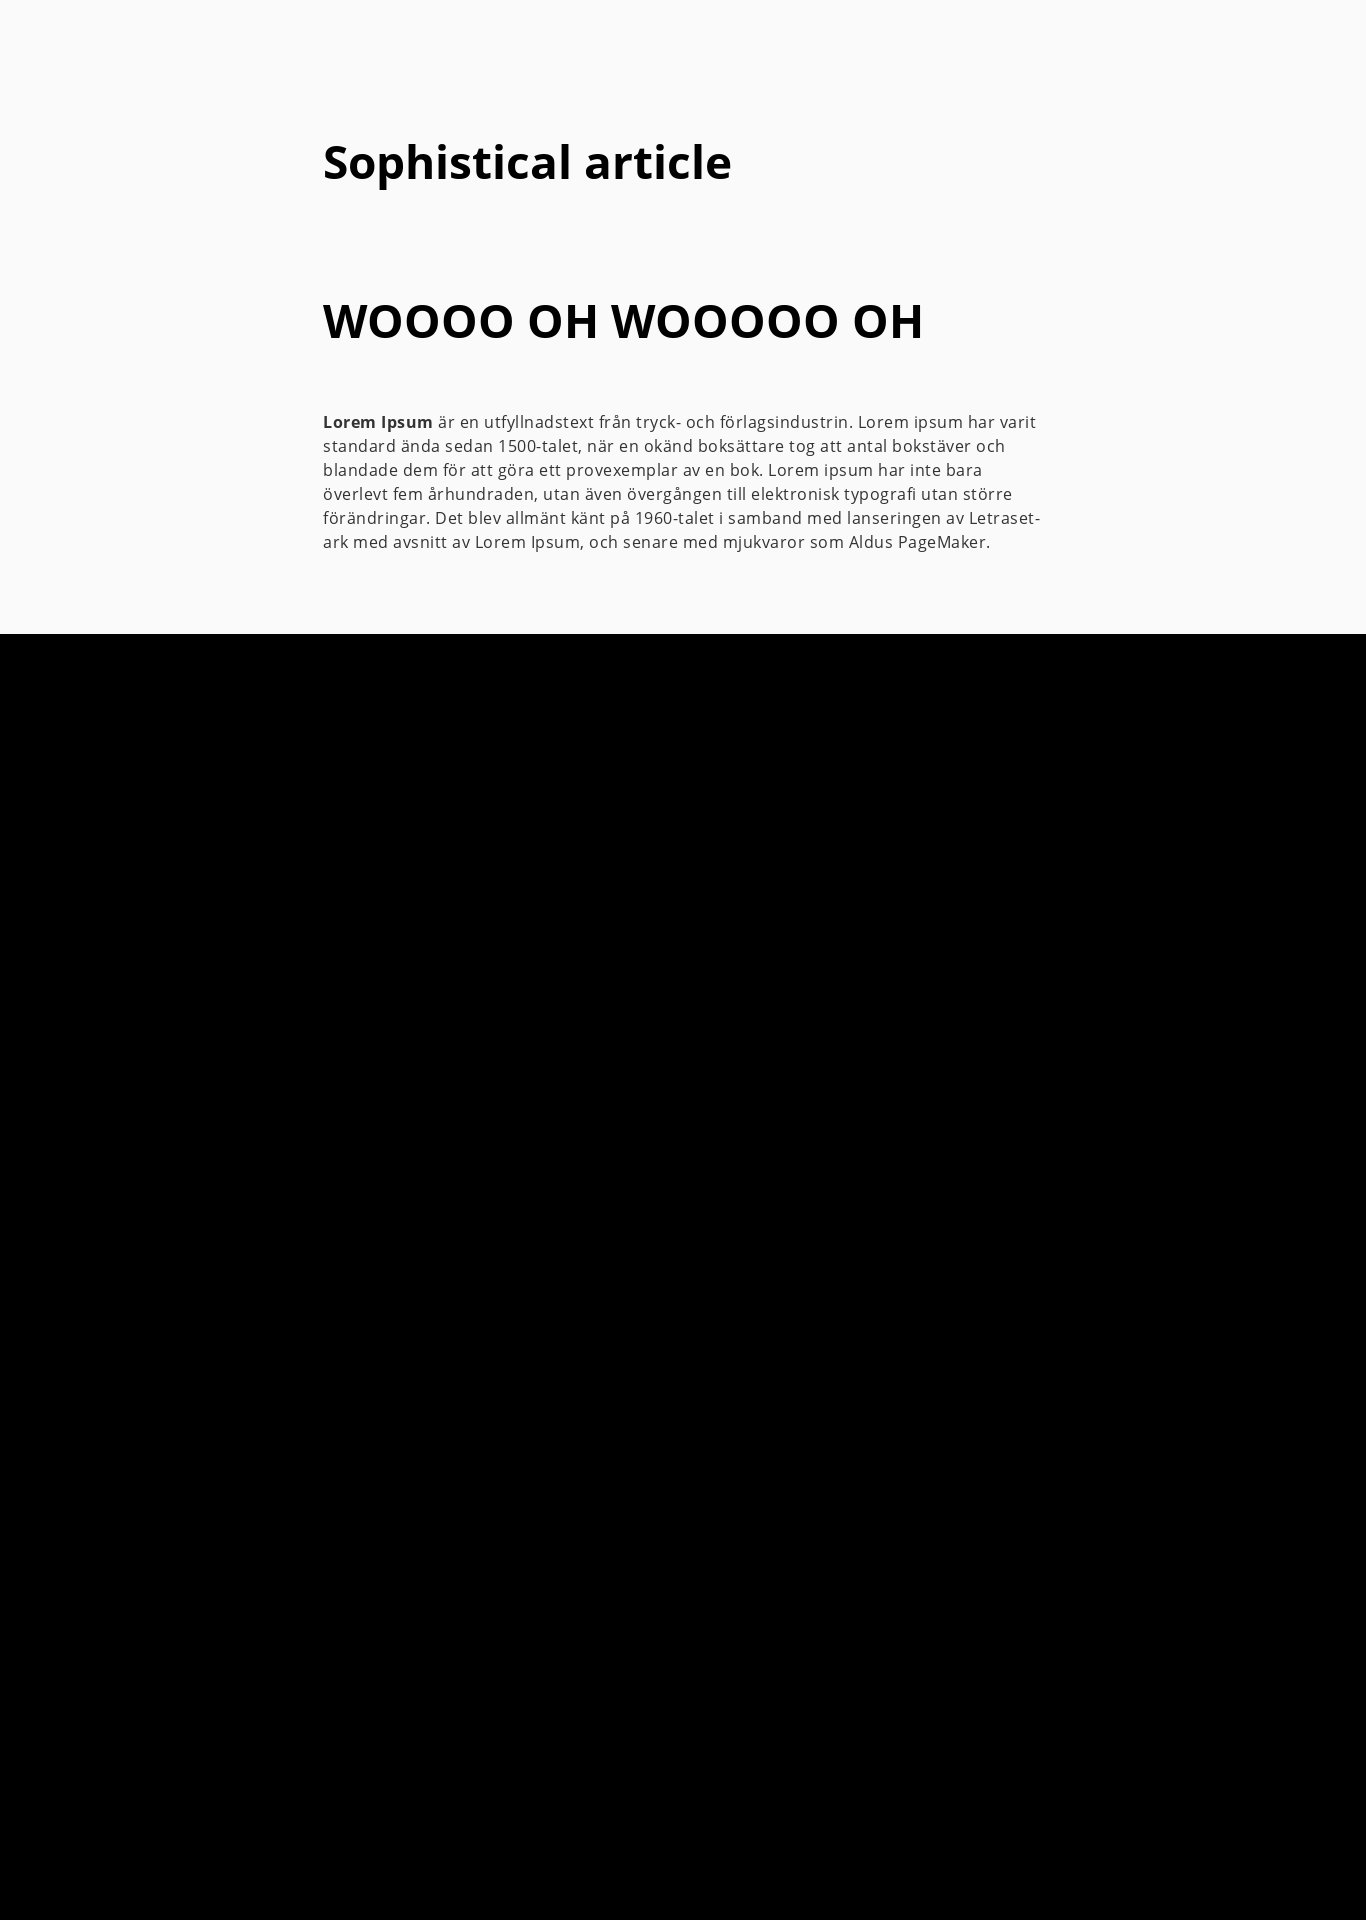 Sophistical article
WOOOO OH WOOOOO OH
Lorem Ipsum är en utfyllnadstext från tryck- och förlagsindustrin. Lorem ipsum har varit
standard ända sedan 1500-talet, när en okänd boksättare tog att antal bokstäver och
blandade dem för att göra ett provexemplar av en bok. Lorem ipsum har inte bara
överlevt fem århundraden, utan även övergången till elektronisk typografi utan större
förändringar. Det blev allmänt känt på 1960-talet i samband med lanseringen av Letraset-
ark med avsnitt av Lorem Ipsum, och senare med mjukvaror som Aldus PageMaker.